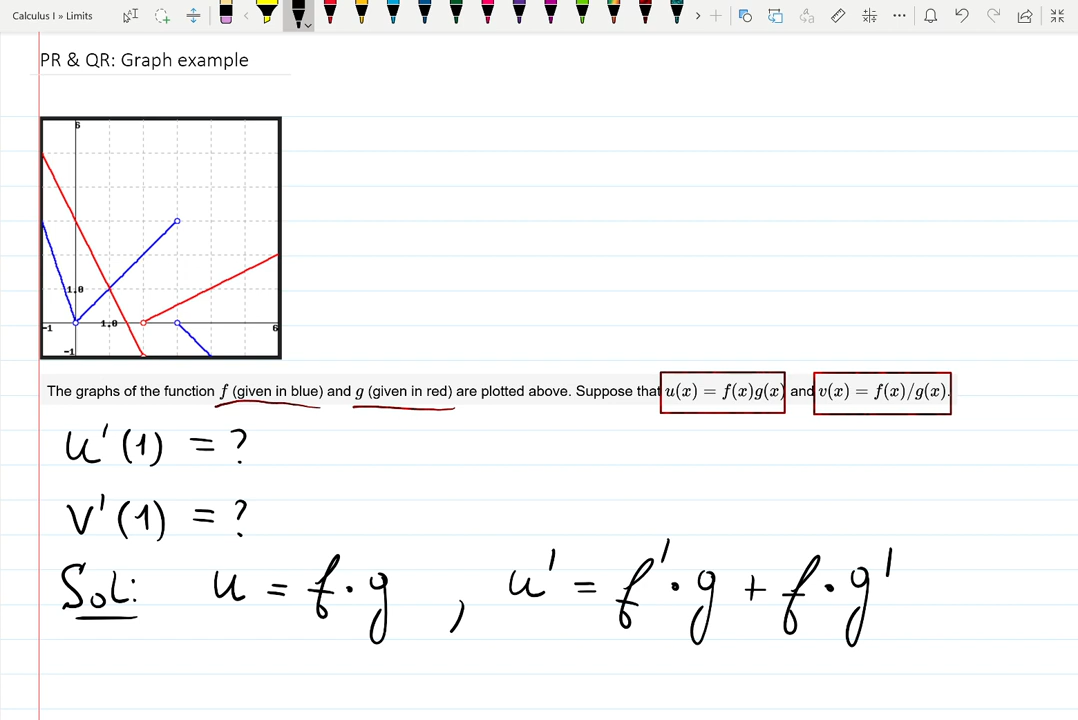 Calculus I » Limits
PR & QR: Graph example
6
1.0
-1
1.0
6
-1
The graphs of the function f (given in blue) and g (given in red) are plotted above. Suppose that u(x) = f(x)g(x) and v(x) = f(x)/g(x).
u'(1) = ?
v'(1) = ?
Sol: u = f·g , u' = f'·g + f·g'